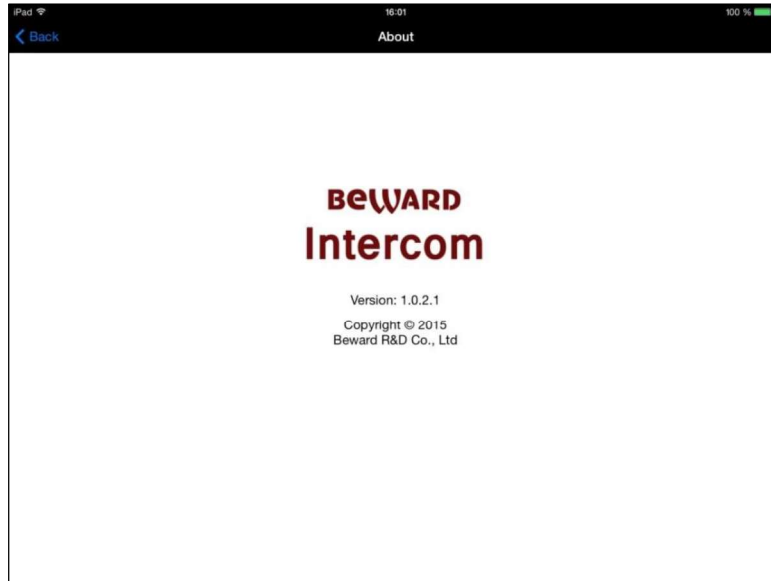 iPad 16:01 100 %
Back About
BEWARD
Intercom
Version: 1.0.2.1
Copyright © 2015
Beward R&D Co., Ltd